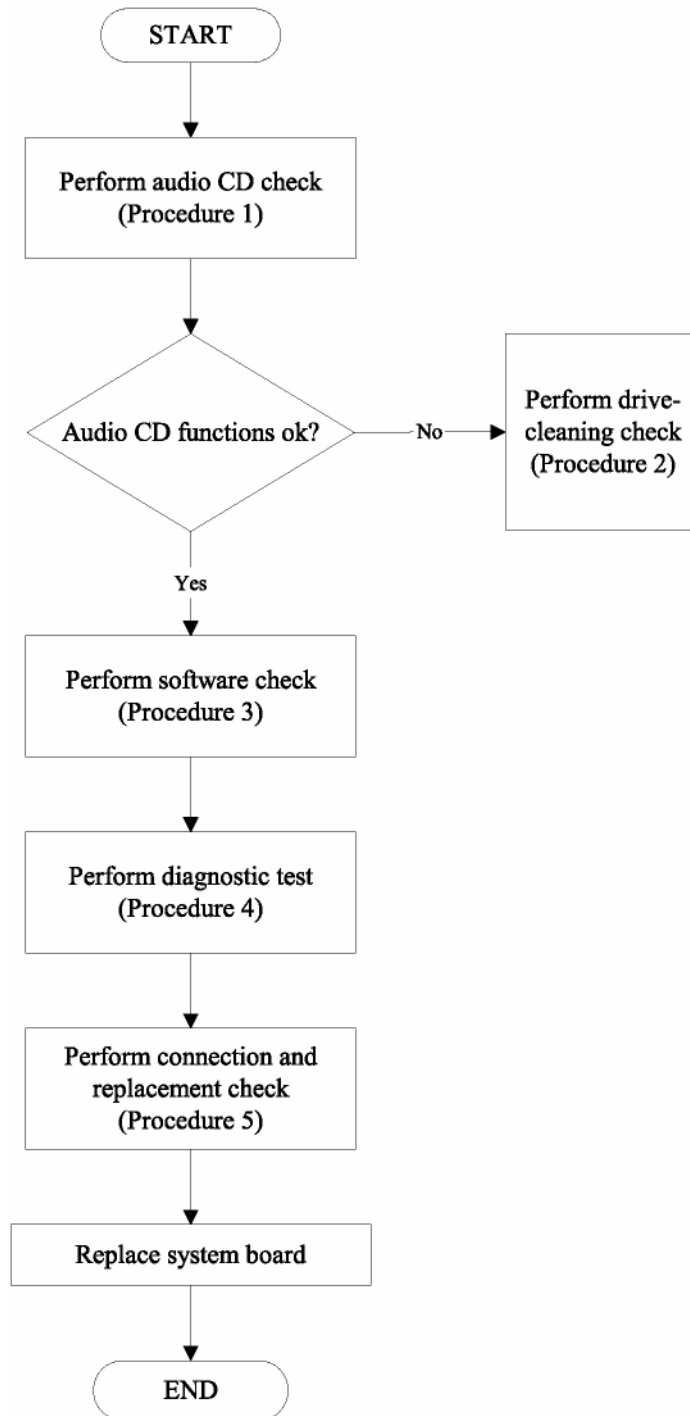 START
Perform audio CD check
(Procedure 1)
Audio CD functions ok?
No
Perform drive-
cleaning check
(Procedure 2)
Yes
Perform software check
(Procedure 3)
Perform diagnostic test
(Procedure 4)
Perform connection and
replacement check
(Procedure 5)
Replace system board
END